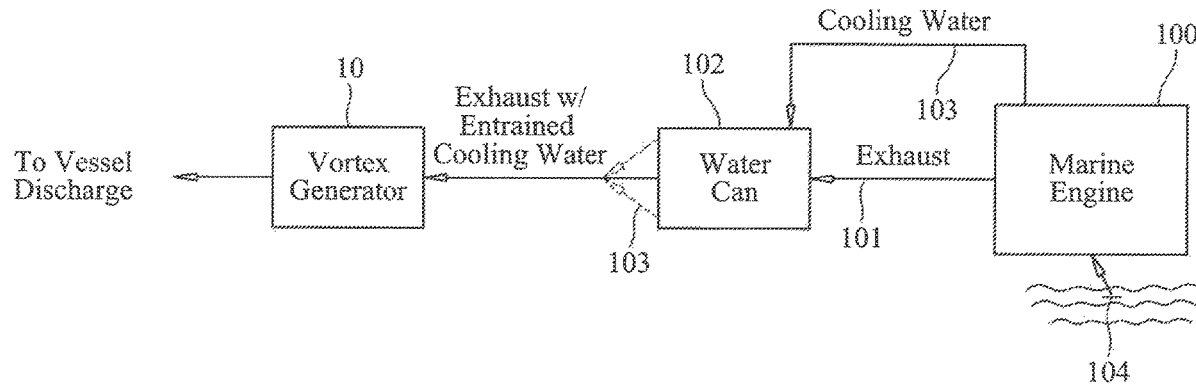 Cooling Water
100
103
102
10
Exhaust w/
Entrained
Cooling Water
To Vessel
Discharge
Vortex
Generator
Water
Can
Exhaust
Marine
Engine
103
101
104